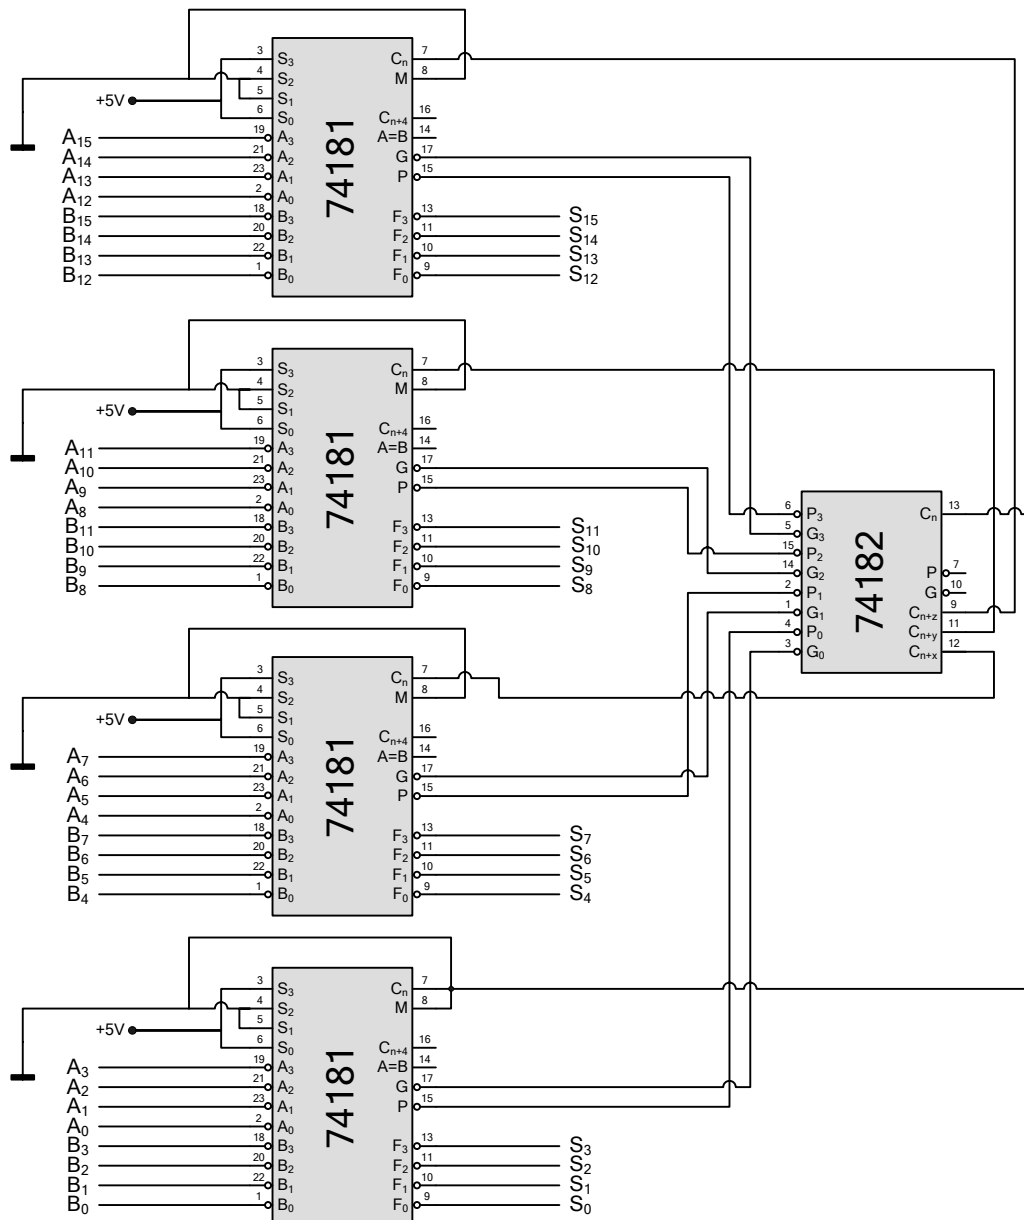 3 S₃ Cₙ 7
4 S₂ M 8
5 S₁
+5V
6 S₀ Cₙ₊₄ 16
A₁₅ 19 A₃ A=B 14
A₁₄ 21 A₂ G 17
A₁₃ 23 A₁ P 15
A₁₂ 2 A₀
74181
B₁₅ 18 B₃ F₃ 13 S₁₅
B₁₄ 20 B₂ F₂ 11 S₁₄
B₁₃ 22 B₁ F₁ 10 S₁₃
B₁₂ 1 B₀ F₀ 9 S₁₂
3 S₃ Cₙ 7
4 S₂ M 8
5 S₁
+5V
6 S₀ Cₙ₊₄ 16
A₁₁ 19 A₃ A=B 14
A₁₀ 21 A₂ G 17
A₉ 23 A₁ P 15
A₈ 2 A₀
74181
B₁₁ 18 B₃ F₃ 13 S₁₁
B₁₀ 20 B₂ F₂ 11 S₁₀
B₉ 22 B₁ F₁ 10 S₉
B₈ 1 B₀ F₀ 9 S₈
6 P₃ Cₙ 13
5 G₃
15 P₂ P 7
14 G₂ G 10
2 P₁ Cₙ₊z 9
1 G₁ Cₙ₊y 11
4 P₀ Cₙ₊ₓ 12
3 G₀
74182
3 S₃ Cₙ 7
4 S₂ M 8
5 S₁
+5V
6 S₀ Cₙ₊₄ 16
A₇ 19 A₃ A=B 14
A₆ 21 A₂ G 17
A₅ 23 A₁ P 15
A₄ 2 A₀
74181
B₇ 18 B₃ F₃ 13 S₇
B₆ 20 B₂ F₂ 11 S₆
B₅ 22 B₁ F₁ 10 S₅
B₄ 1 B₀ F₀ 9 S₄
3 S₃ Cₙ 7
4 S₂ M 8
5 S₁
+5V
6 S₀ Cₙ₊₄ 16
A₃ 19 A₃ A=B 14
A₂ 21 A₂ G 17
A₁ 23 A₁ P 15
A₀ 2 A₀
74181
B₃ 18 B₃ F₃ 13 S₃
B₂ 20 B₂ F₂ 11 S₂
B₁ 22 B₁ F₁ 10 S₁
B₀ 1 B₀ F₀ 9 S₀